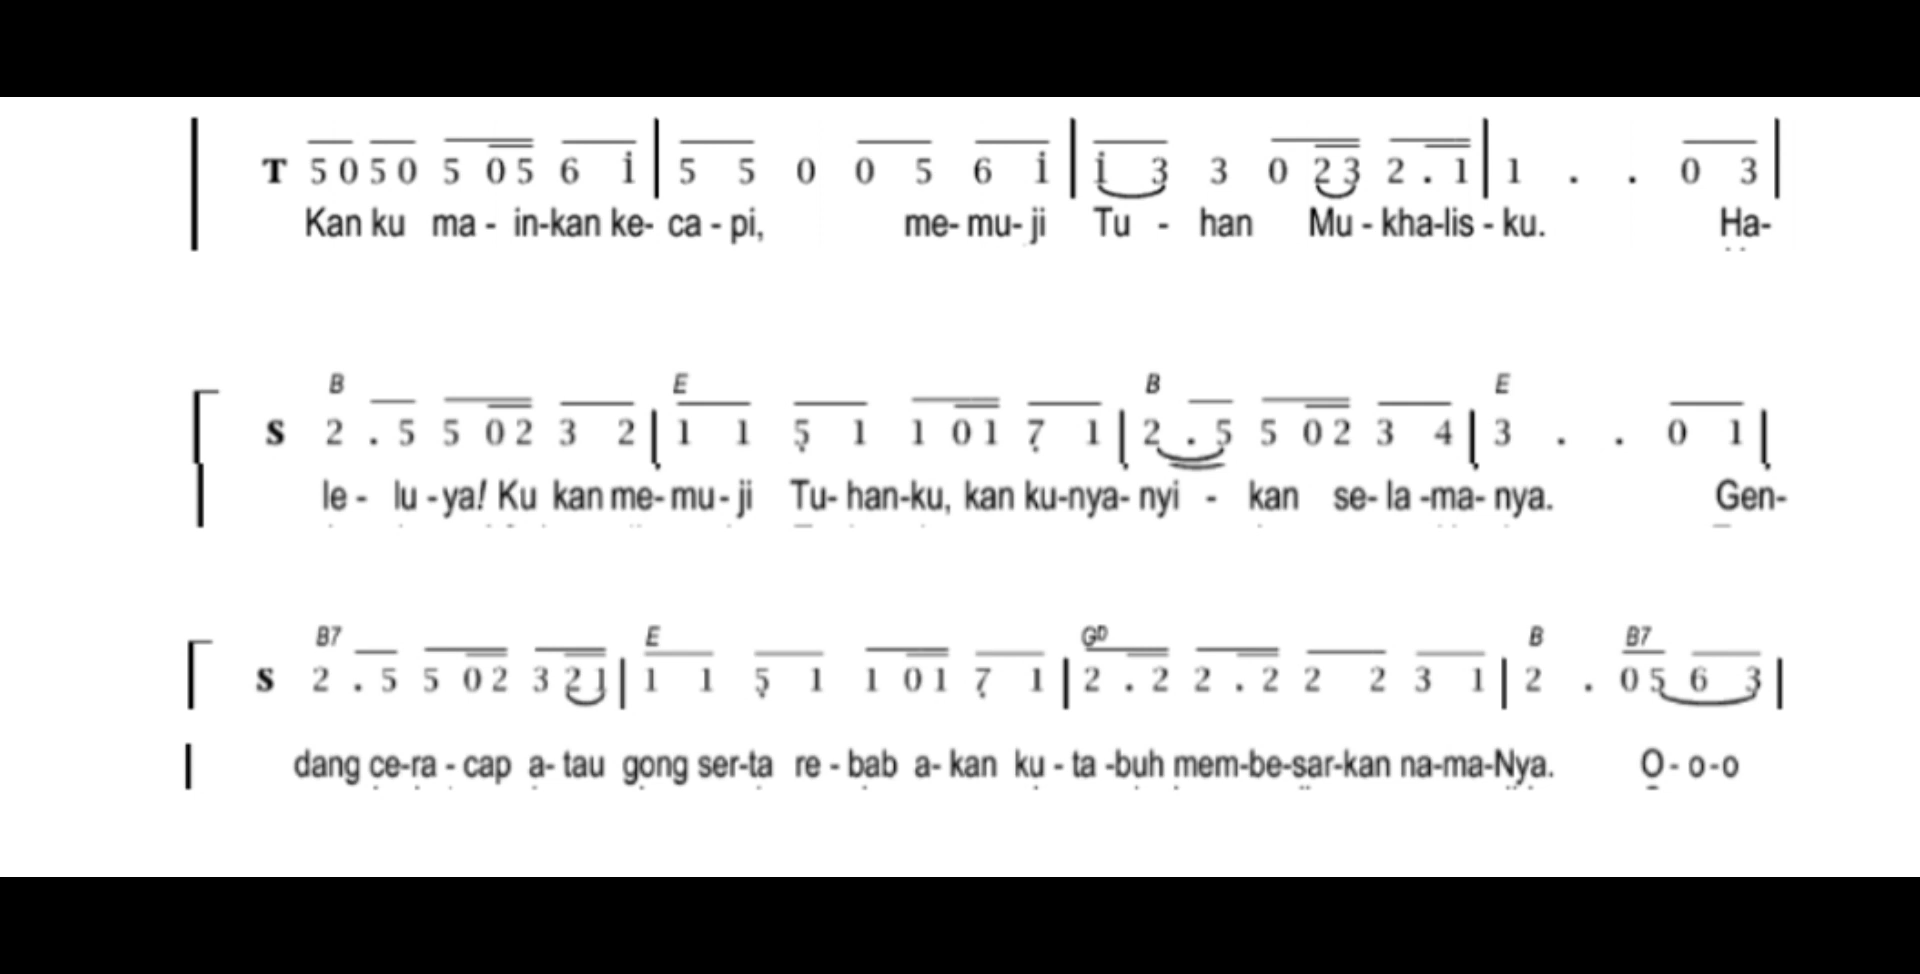 T 5 0 5 0 5 0 5 6 i | 5 5 0 0 5 6 i | i 3 3 0 2 3 2 . 1 | 1 . . 0 3 |
Kan ku ma - in-kan ke- ca - pi, me- mu- ji Tu - han Mu - kha-lis - ku. Ha-
B E B E
S 2 . 5 5 0 2 3 2 | 1 1 5̣ 1 1 0 1 7̣ 1 | 2 . 5 5 0 2 3 4 | 3 . . 0 1 |
le - lu - ya! Ku kan me- mu - ji Tu- han-ku, kan ku-nya- nyi - kan se- la -ma- nya. Gen-
B7 E G♭ B B7
S 2 . 5 5 0 2 3 2 1 | 1 1 5̣ 1 1 0 1 7̣ 1 | 2 . 2 2 . 2 2 2 3 1 | 2 . 0 5 6 3 |
dang ce-ra - cap a- tau gong ser-ta re - bab a- kan ku - ta -buh mem-be-sar-kan na-ma-Nya. O- o-o